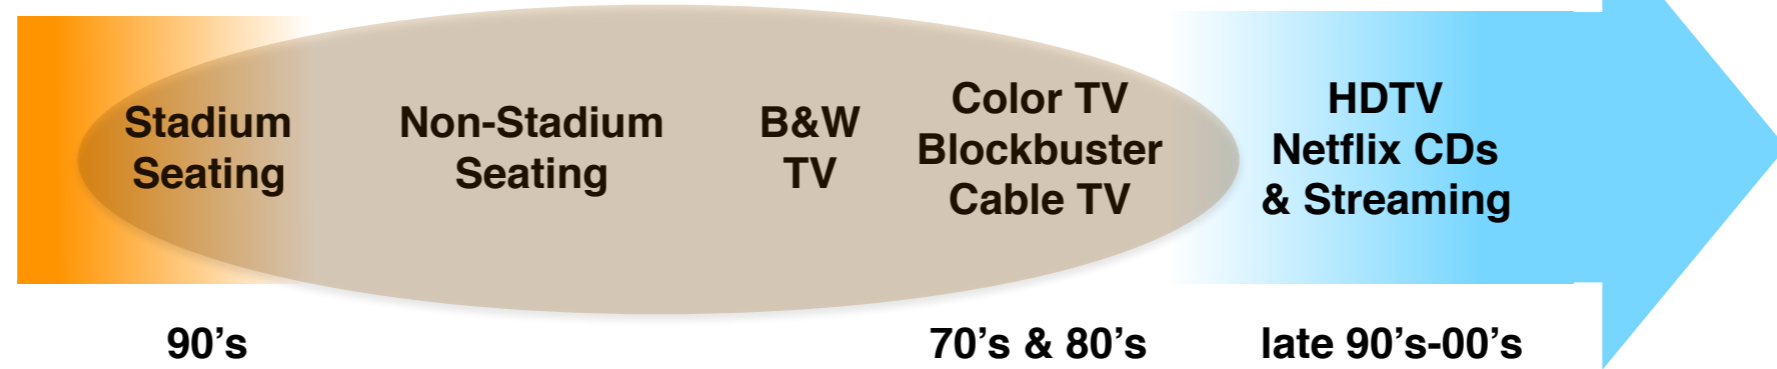 Stadium
Seating
Non-Stadium
Seating
B&W
TV
Color TV
Blockbuster
Cable TV
HDTV
Netflix CDs
& Streaming
90’s
70’s & 80’s
late 90’s-00’s